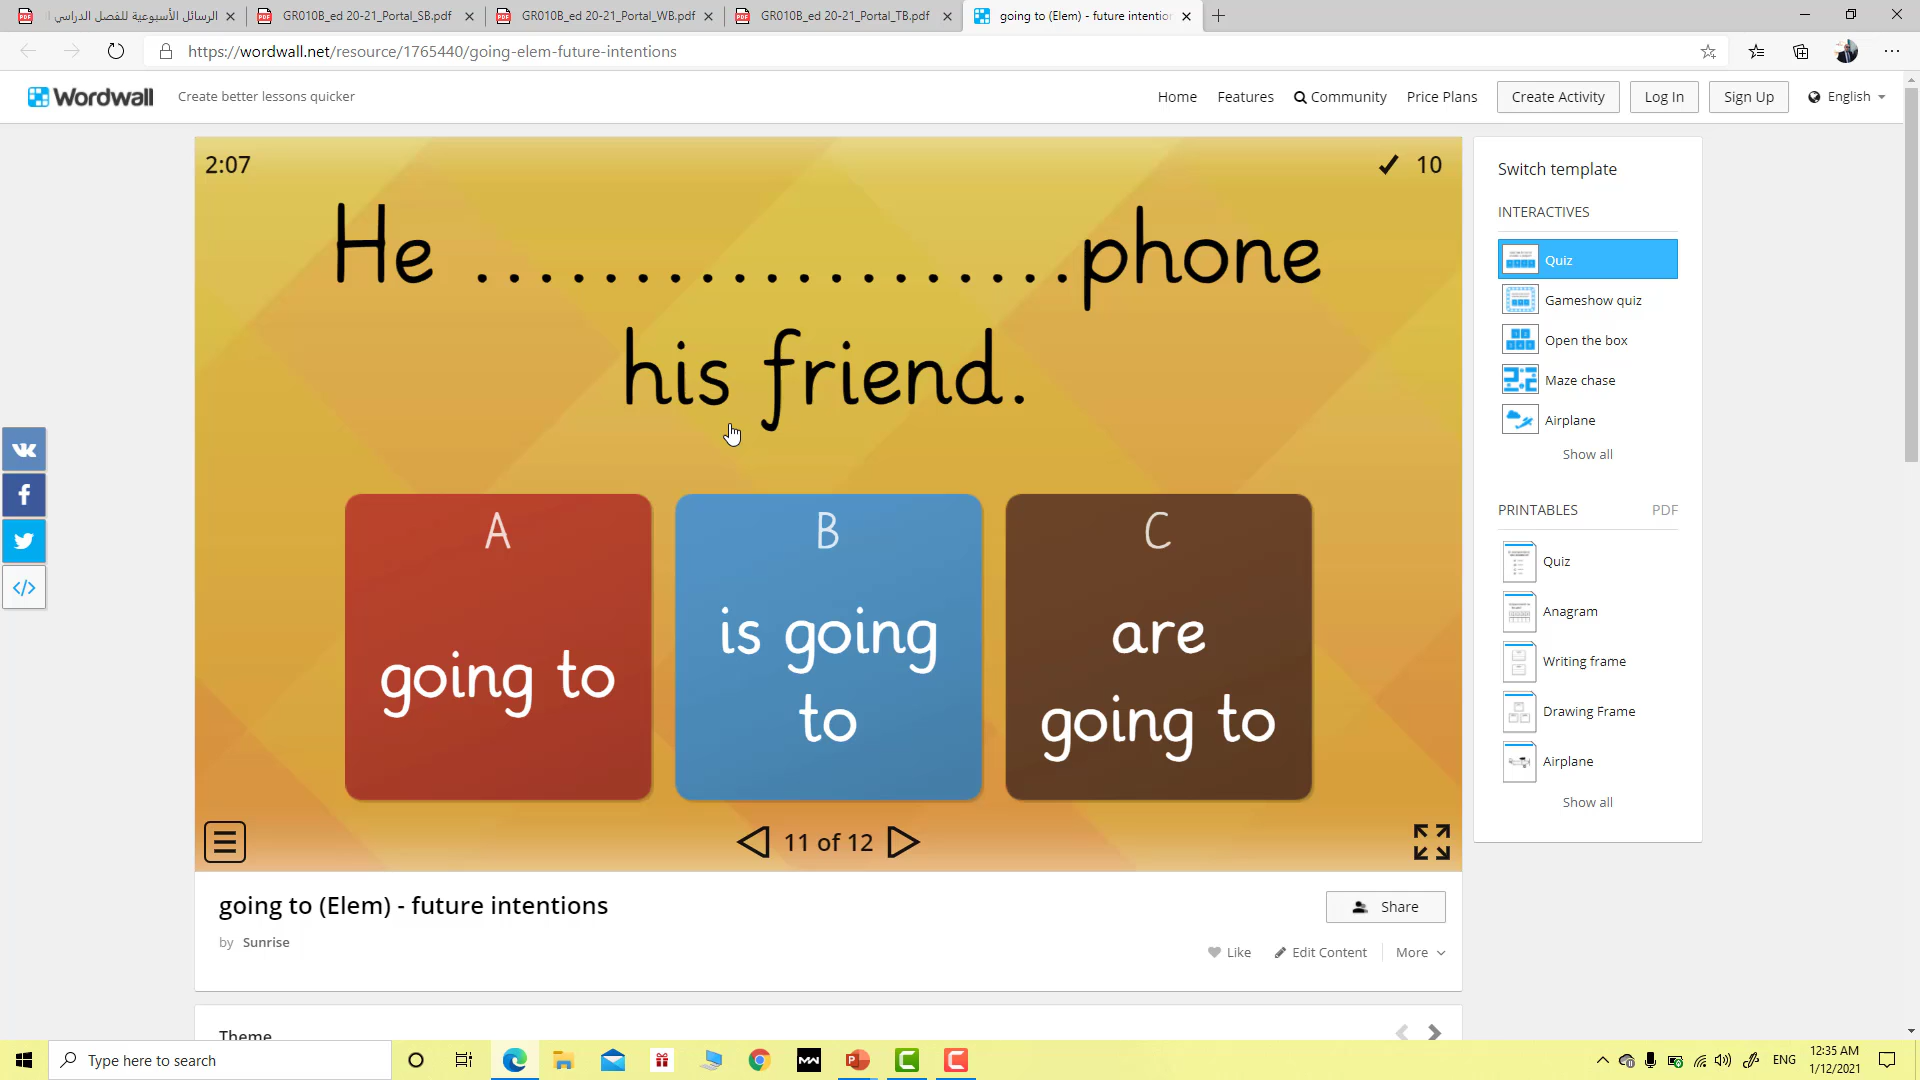 الرسائل الأسبوعية للفصل الدراسي
GR010B_ed 20-21_Portal_SB.pdf
GR010B_ed 20-21_Portal_WB.pdf
GR010B_ed 20-21_Portal_TB.pdf
going to (Elem) - future intention
https://wordwall.net/resource/1765440/going-elem-future-intentions
Wordwall
Create better lessons quicker
Home
Features
Community
Price Plans
Create Activity
Log In
Sign Up
English
2:07
10
He ...................phone
his friend.
A
going to
B
is going
to
C
are
going to
11 of 12
Switch template
INTERACTIVES
Quiz
Gameshow quiz
Open the box
Maze chase
Airplane
Show all
PRINTABLES
PDF
Quiz
Anagram
Writing frame
Drawing Frame
Airplane
Show all
going to (Elem) - future intentions
by Sunrise
Share
Like
Edit Content
More
Theme
Type here to search
ENG
12:35 AM
1/12/2021